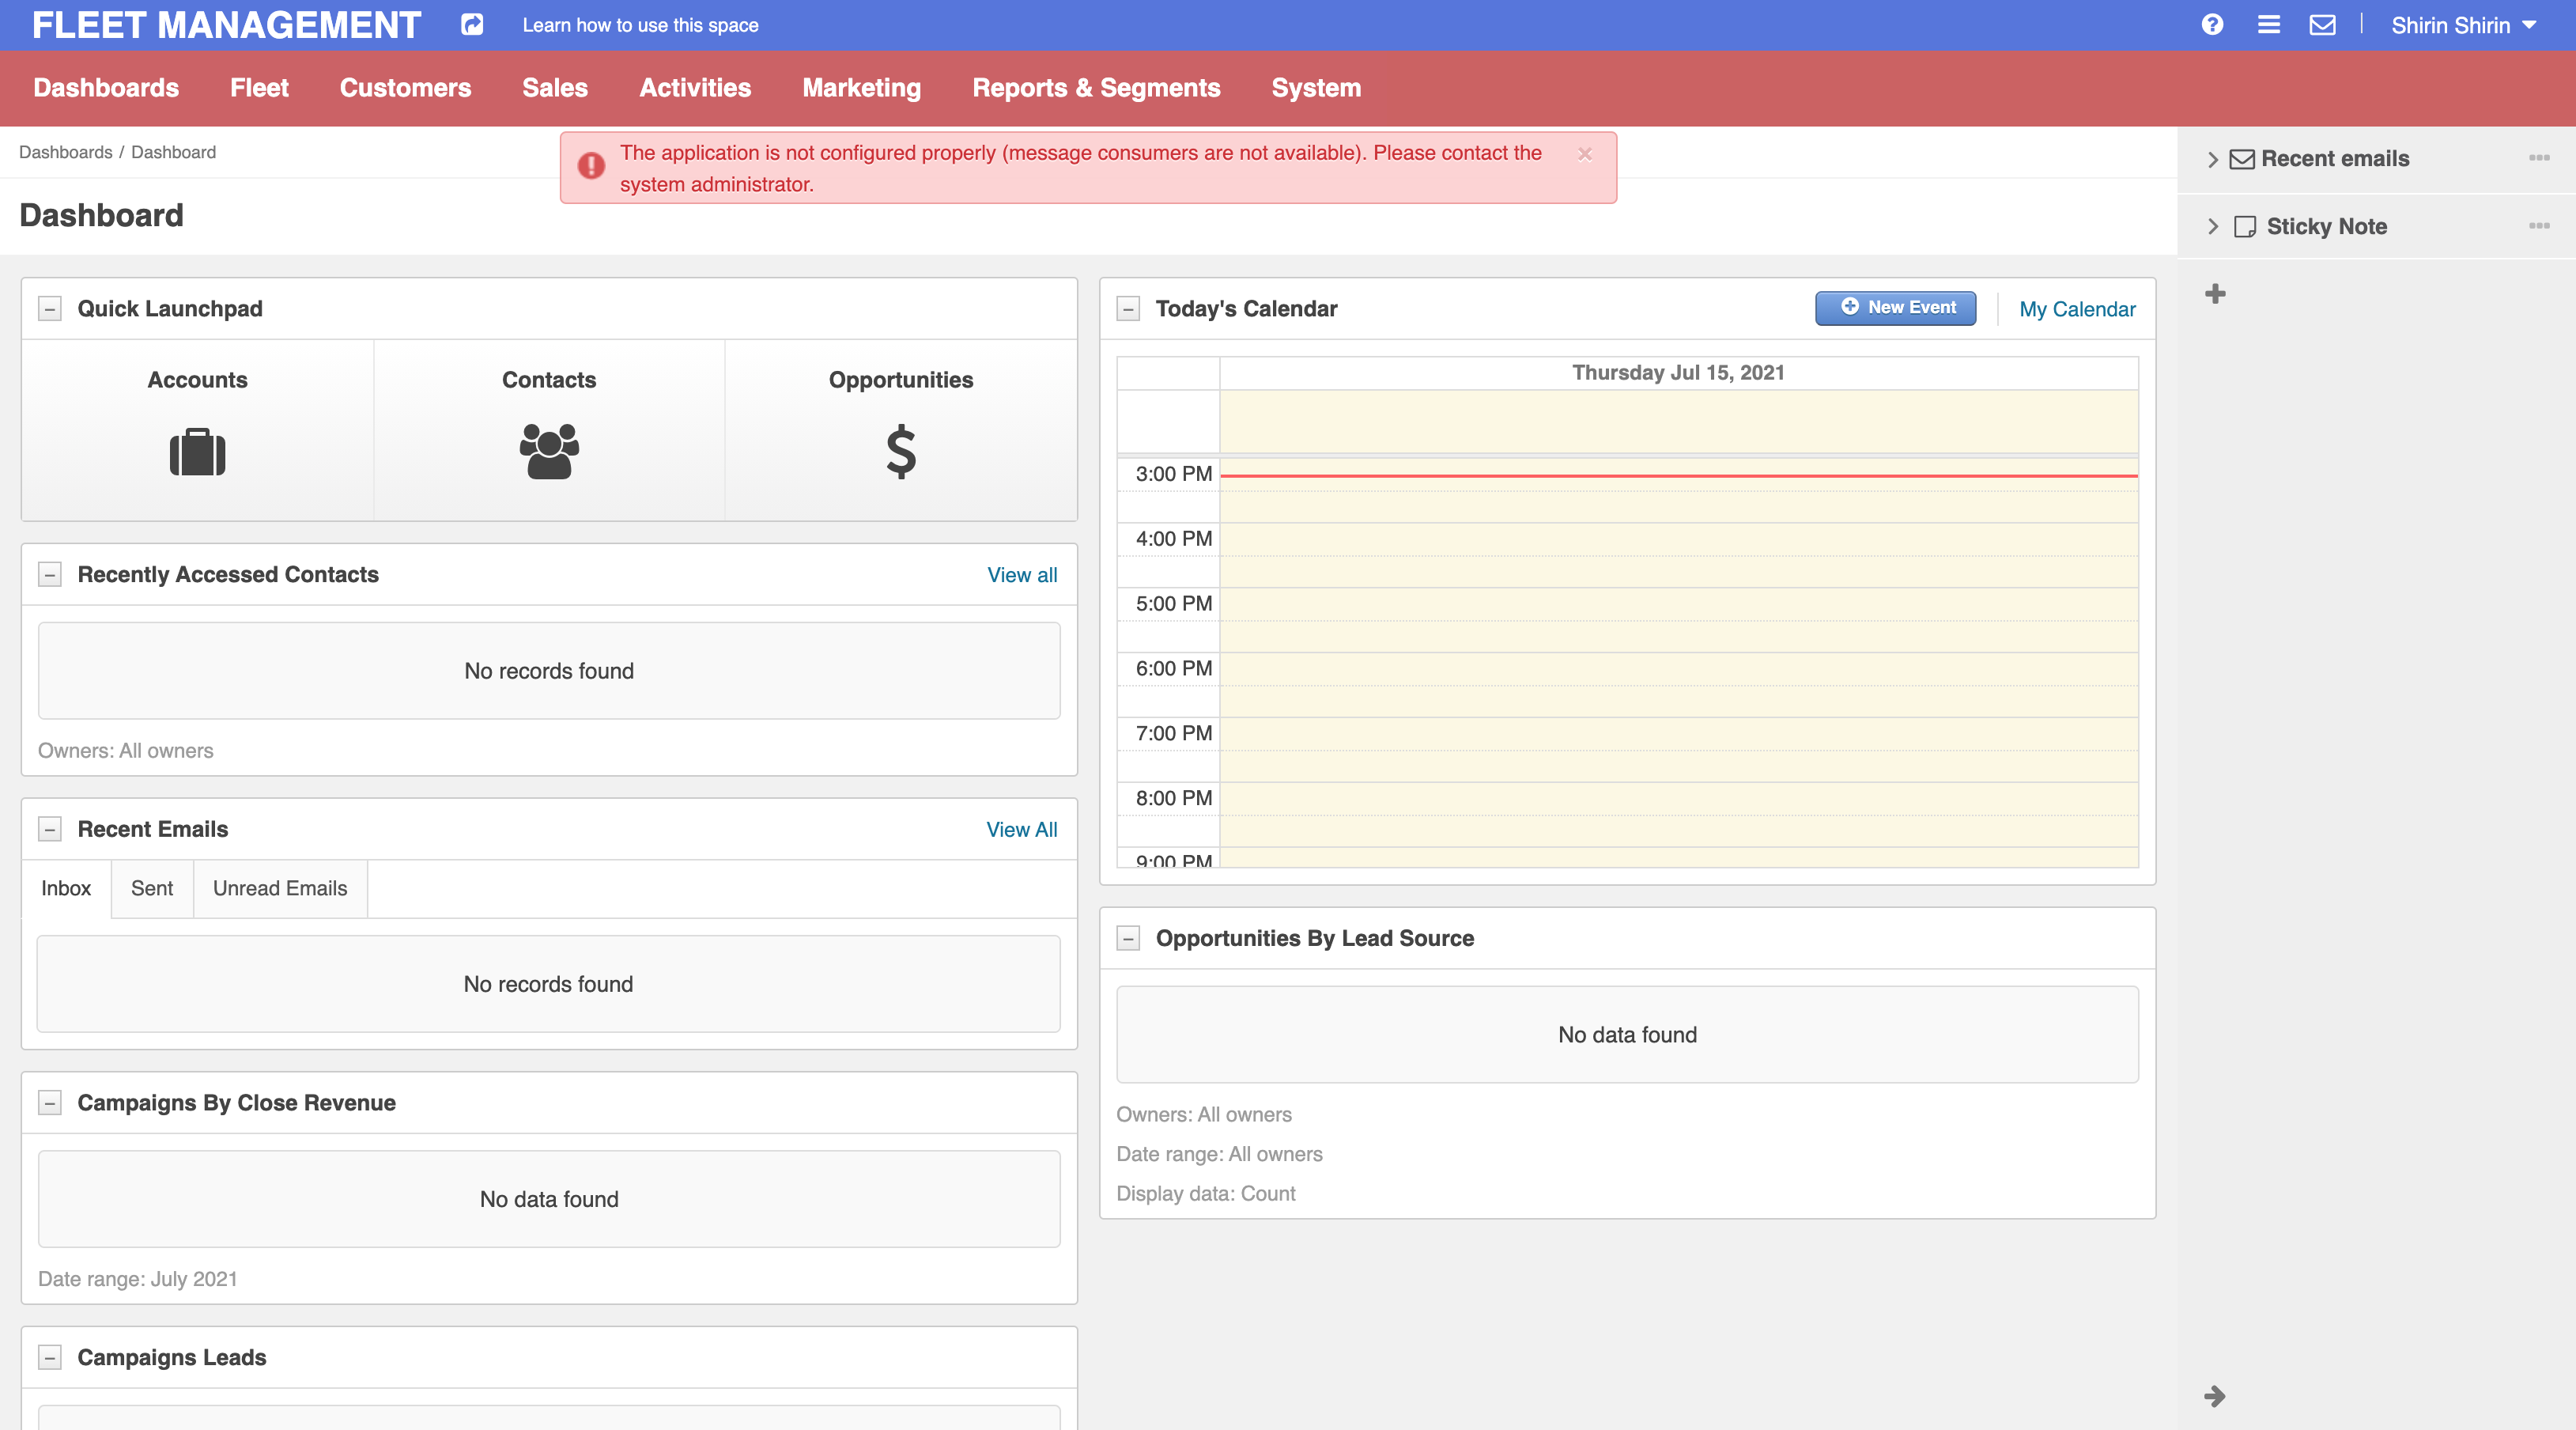 FLEET MANAGEMENT
Learn how to use this space
Shirin Shirin
Dashboards Fleet Customers Sales Activities Marketing Reports & Segments System
Dashboards / Dashboard
The application is not configured properly (message consumers are not available). Please contact the
system administrator.
×
Dashboard
Recent emails
Sticky Note
Quick Launchpad
Accounts
Contacts
Opportunities
Recently Accessed Contacts
View all
No records found
Owners: All owners
Recent Emails
View All
Inbox
Sent
Unread Emails
No records found
Campaigns By Close Revenue
No data found
Date range: July 2021
Campaigns Leads
Today's Calendar
New Event
My Calendar
Thursday Jul 15, 2021
3:00 PM
4:00 PM
5:00 PM
6:00 PM
7:00 PM
8:00 PM
9:00 PM
Opportunities By Lead Source
No data found
Owners: All owners
Date range: All owners
Display data: Count